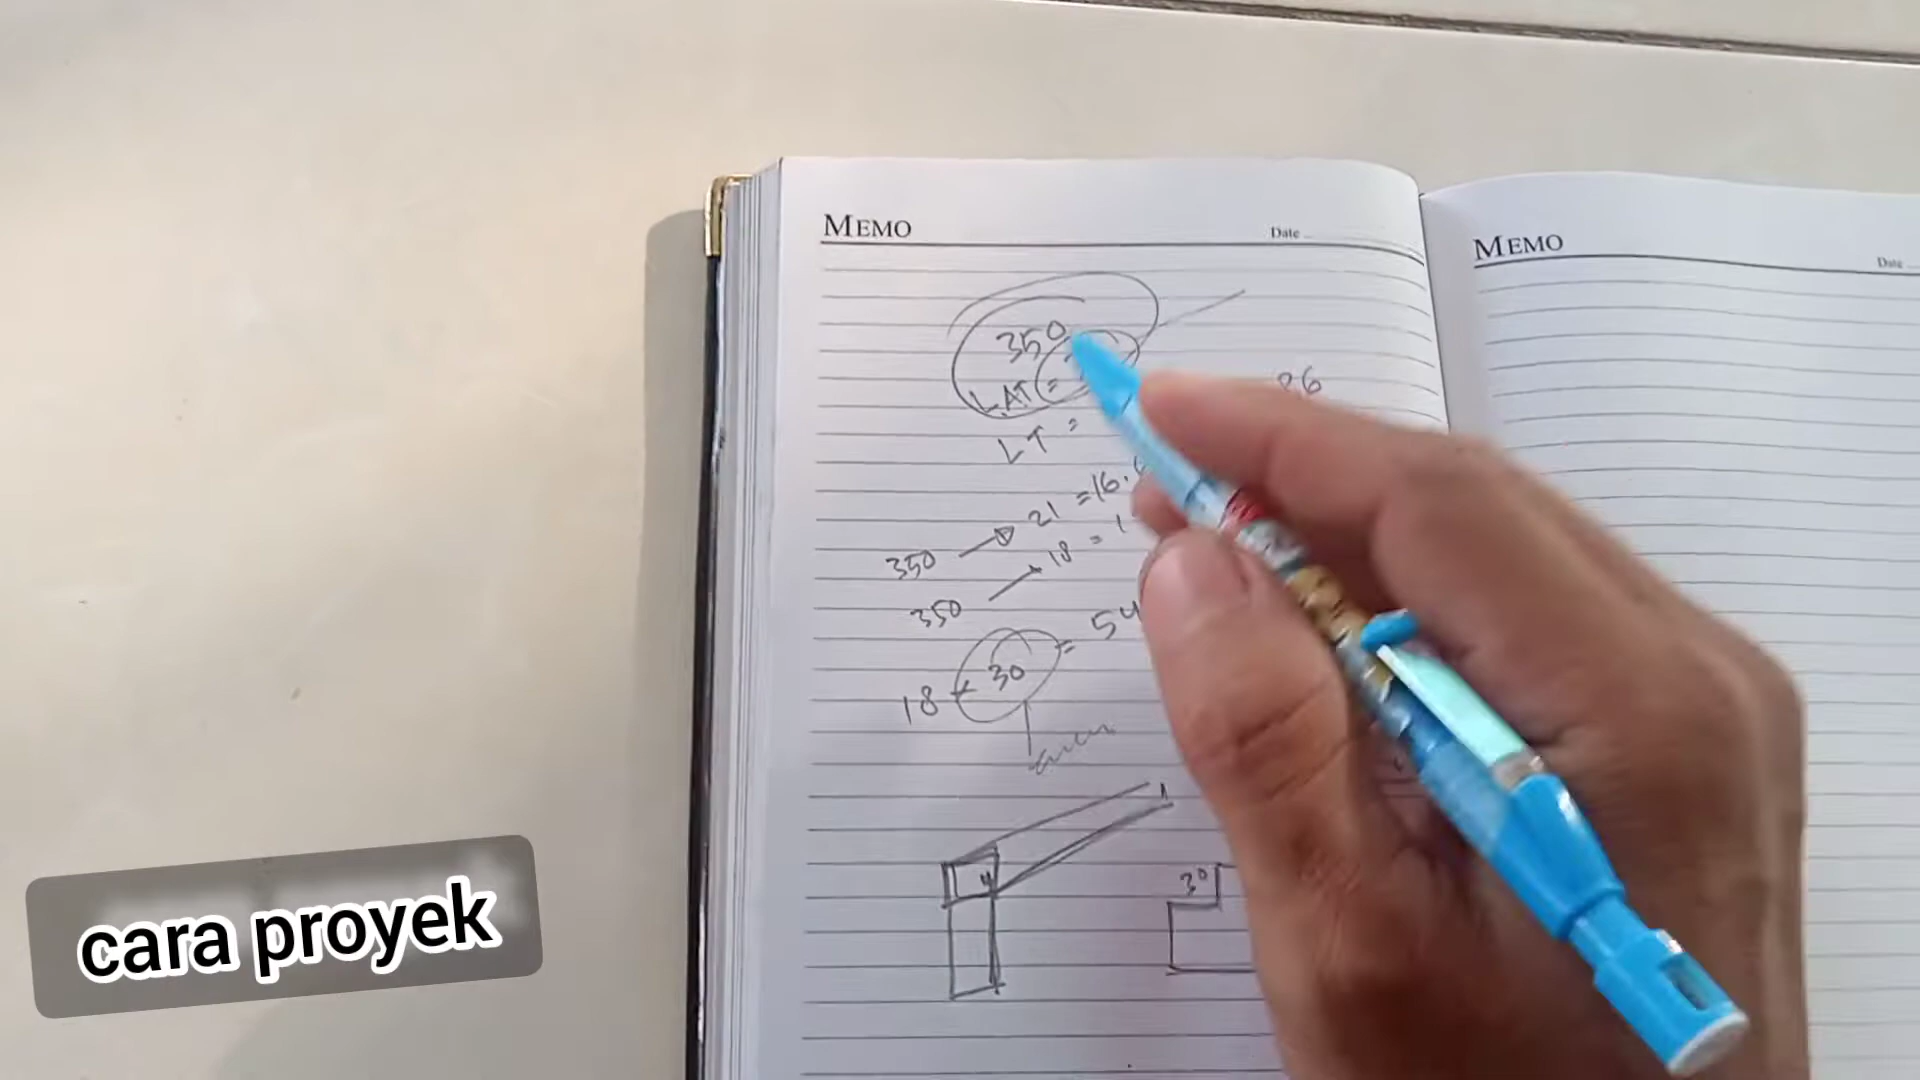 MEMO Date
350
LAT =
LT =
350 → 21 = 16.
350 → 18 = 1
18 x 30 = 54
30
MEMO Date
cara proyek